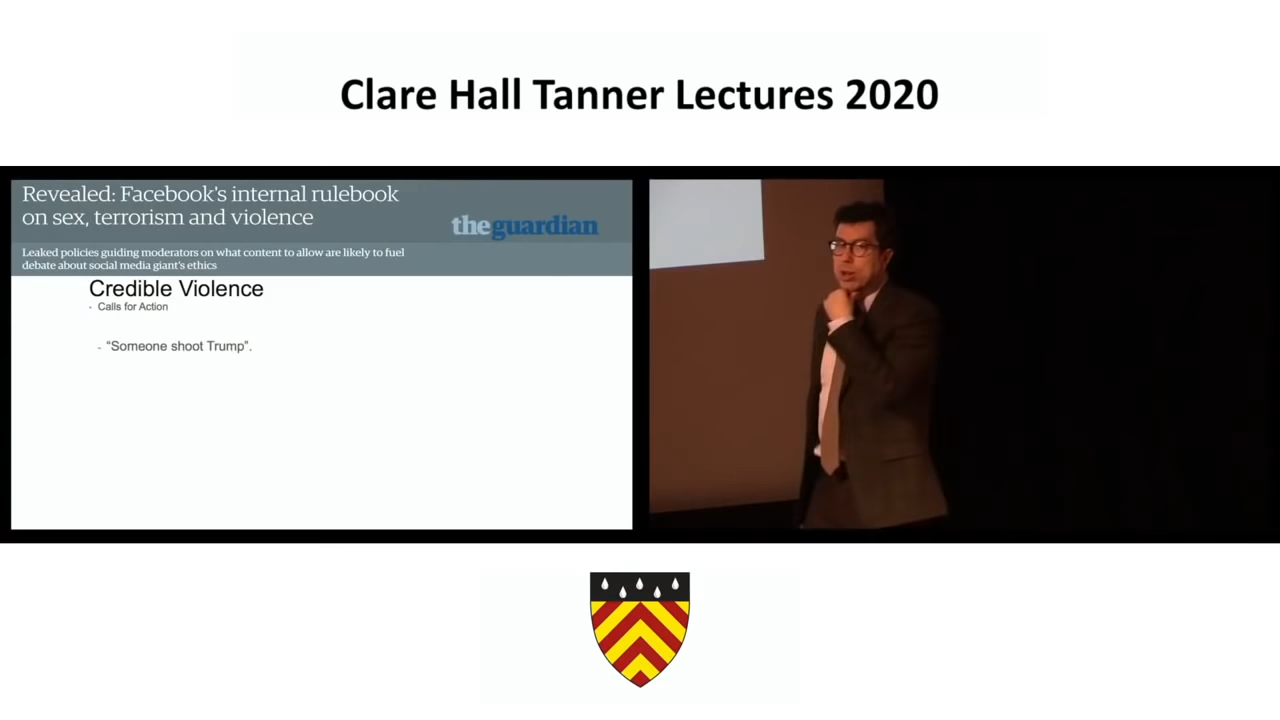 Clare Hall Tanner Lectures 2020
Revealed: Facebook's internal rulebook
on sex, terrorism and violence
theguardian
Leaked policies guiding moderators on what content to allow are likely to fuel
debate about social media giant's ethics
Credible Violence
- Calls for Action
- “Someone shoot Trump”.